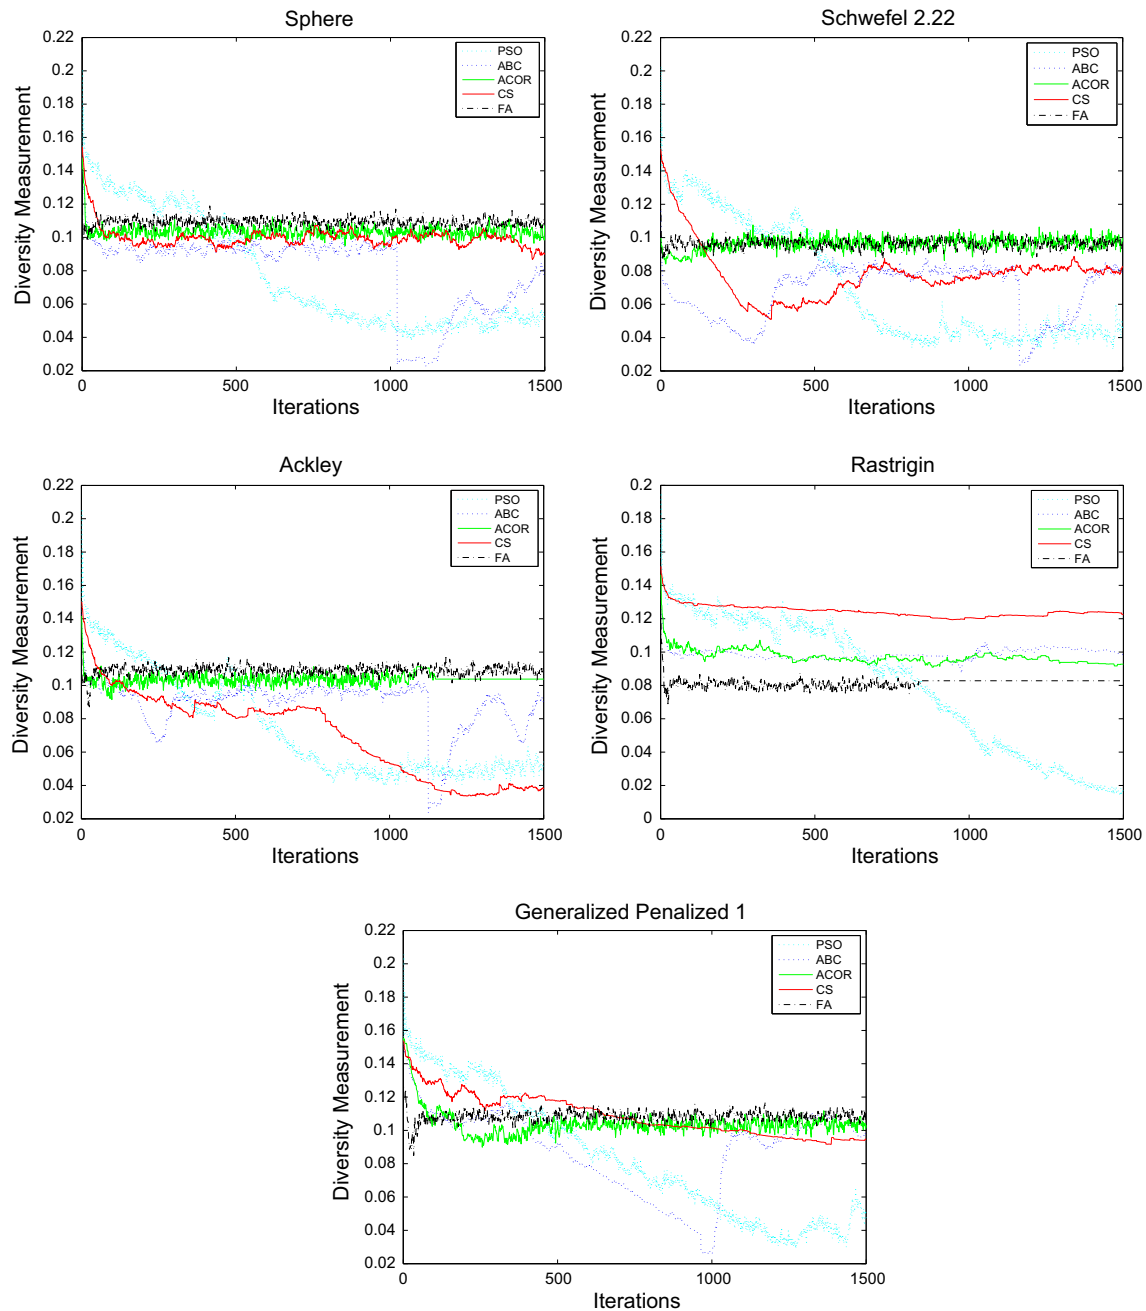 Sphere
Diversity Measurement
0.22
0.2
0.18
0.16
0.14
0.12
0.1
0.08
0.06
0.04
0.02
0
500
1000
1500
Iterations
PSO
ABC
ACOR
CS
FA
Schwefel 2.22
Diversity Measurement
0.22
0.2
0.18
0.16
0.14
0.12
0.1
0.08
0.06
0.04
0.02
0
500
1000
1500
Iterations
PSO
ABC
ACOR
CS
FA
Ackley
Diversity Measurement
0.22
0.2
0.18
0.16
0.14
0.12
0.1
0.08
0.06
0.04
0.02
0
500
1000
1500
Iterations
PSO
ABC
ACOR
CS
FA
Rastrigin
Diversity Measurement
0.2
0.18
0.16
0.14
0.12
0.1
0.08
0.06
0.04
0.02
0
0
500
1000
1500
Iterations
PSO
ABC
ACOR
CS
FA
Generalized Penalized 1
Diversity Measurement
0.22
0.2
0.18
0.16
0.14
0.12
0.1
0.08
0.06
0.04
0.02
0
500
1000
1500
Iterations
PSO
ABC
ACOR
CS
FA